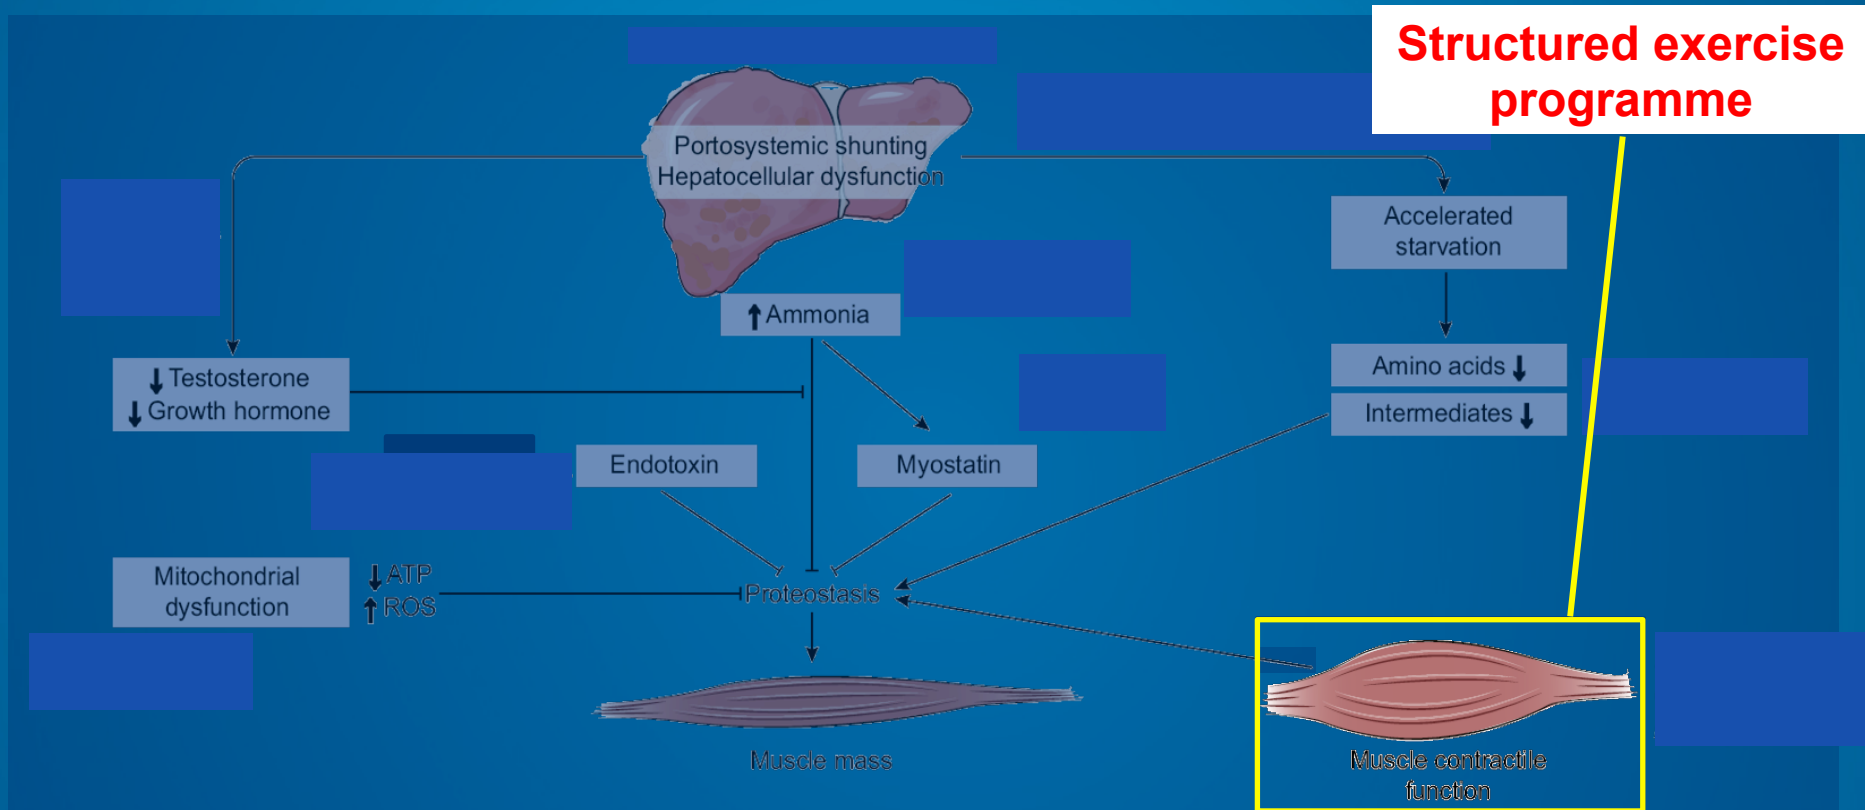 Structured exercise
programme
Portosystemic shunting
Hepatocellular dysfunction
Accelerated
starvation
↑ Ammonia
↓ Testosterone
↓ Growth hormone
Amino acids ↓
Intermediates ↓
Endotoxin
Myostatin
Mitochondrial
dysfunction
↓ ATP
↑ ROS
Proteostasis
Muscle mass
Muscle contractile
function